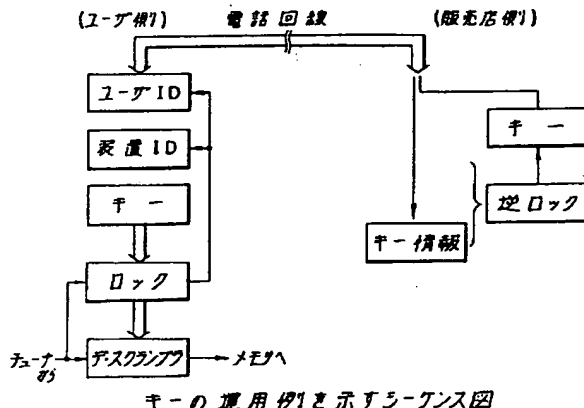 (ユーザ側) 電話回線 (販売店側)
ユーザID
装置ID
キー
ロック
チューナから
デ・スクランブラ
メモリへ
キー
逆ロック
キー情報
キーの運用例を示すシーケンス図